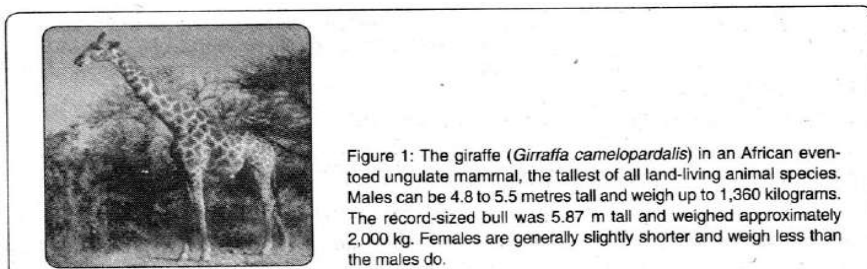 Figure 1: The giraffe (Girraffa camelopardalis) in an African even-
toed ungulate mammal, the tallest of all land-living animal species.
Males can be 4.8 to 5.5 metres tall and weigh up to 1,360 kilograms.
The record-sized bull was 5.87 m tall and weighed approximately
2,000 kg. Females are generally slightly shorter and weigh less than
the males do.